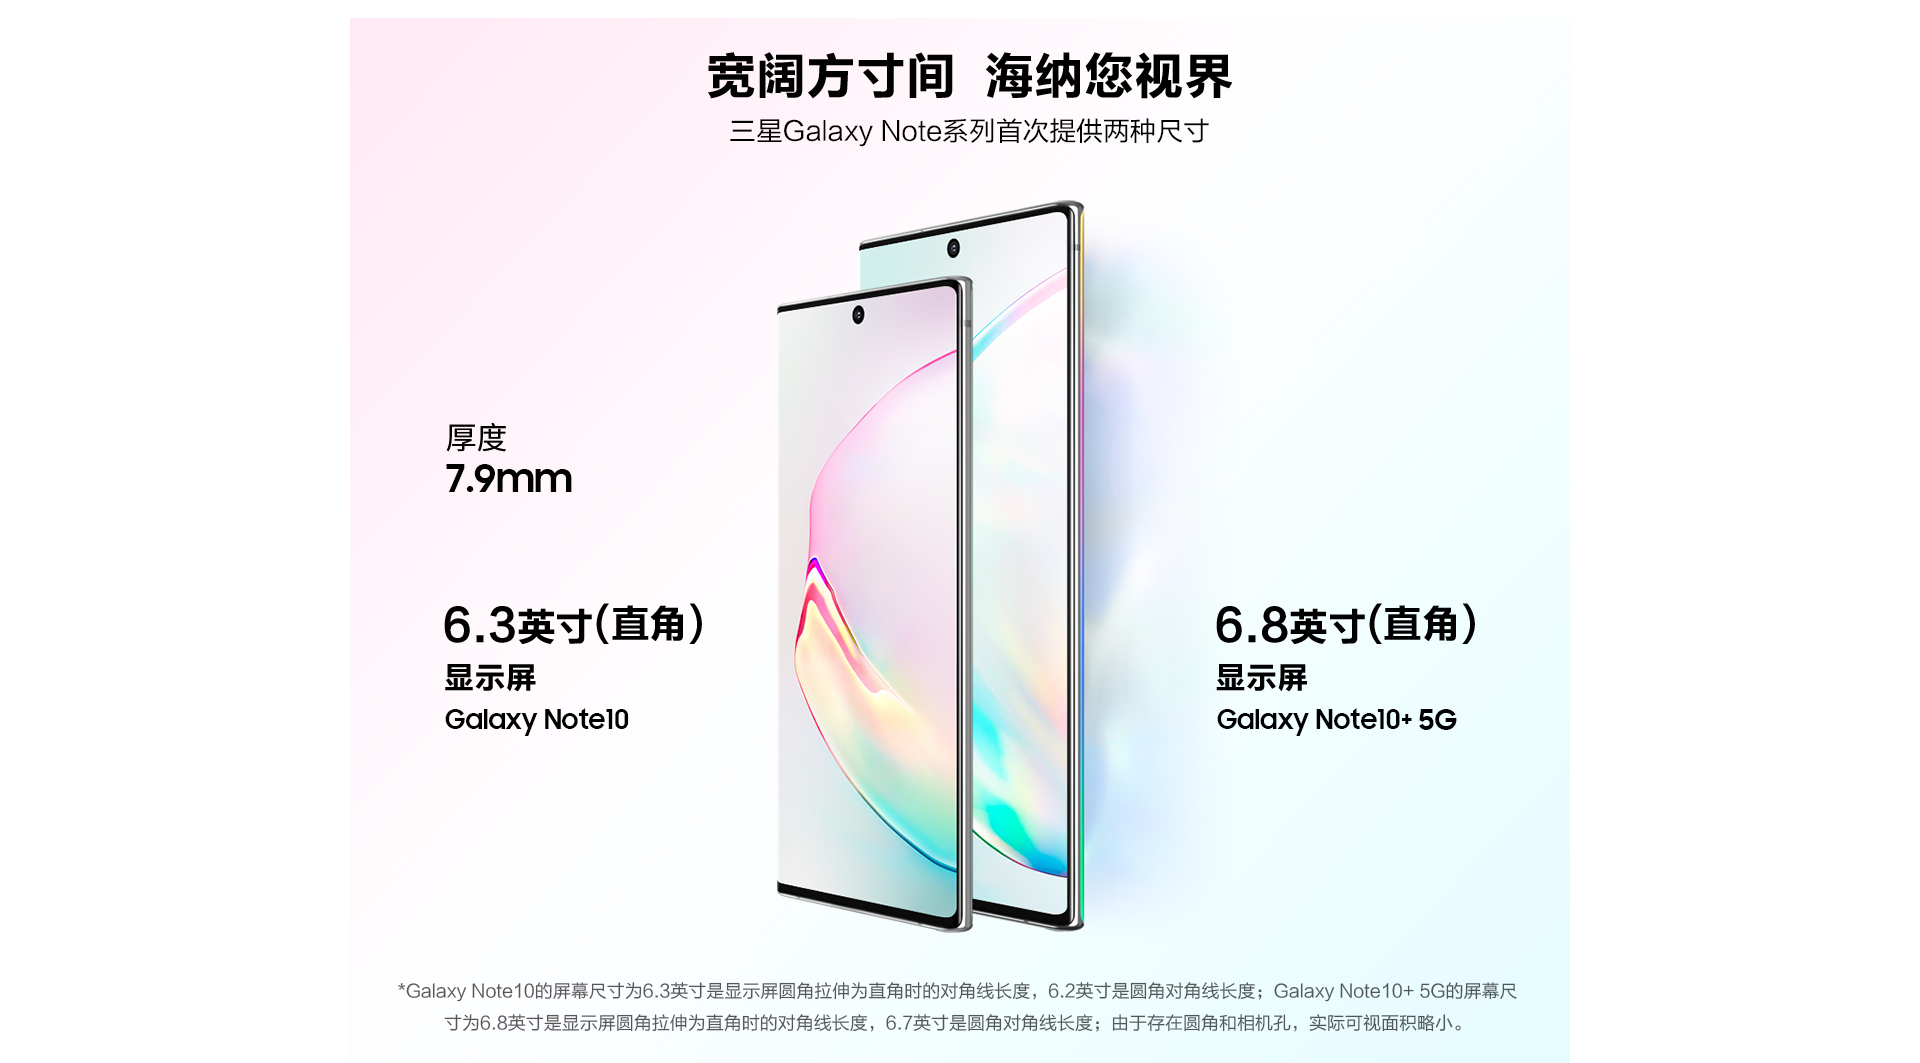 宽阔方寸间 海纳您视界
三星Galaxy Note系列首次提供两种尺寸
厚度
7.9mm
6.3英寸(直角)
显示屏
Galaxy Note10
6.8英寸(直角)
显示屏
Galaxy Note10+ 5G
*Galaxy Note10的屏幕尺寸为6.3英寸是显示屏圆角拉伸为直角时的对角线长度，6.2英寸是圆角对角线长度；Galaxy Note10+ 5G的屏幕尺
寸为6.8英寸是显示屏圆角拉伸为直角时的对角线长度，6.7英寸是圆角对角线长度；由于存在圆角和相机孔，实际可视面积略小。